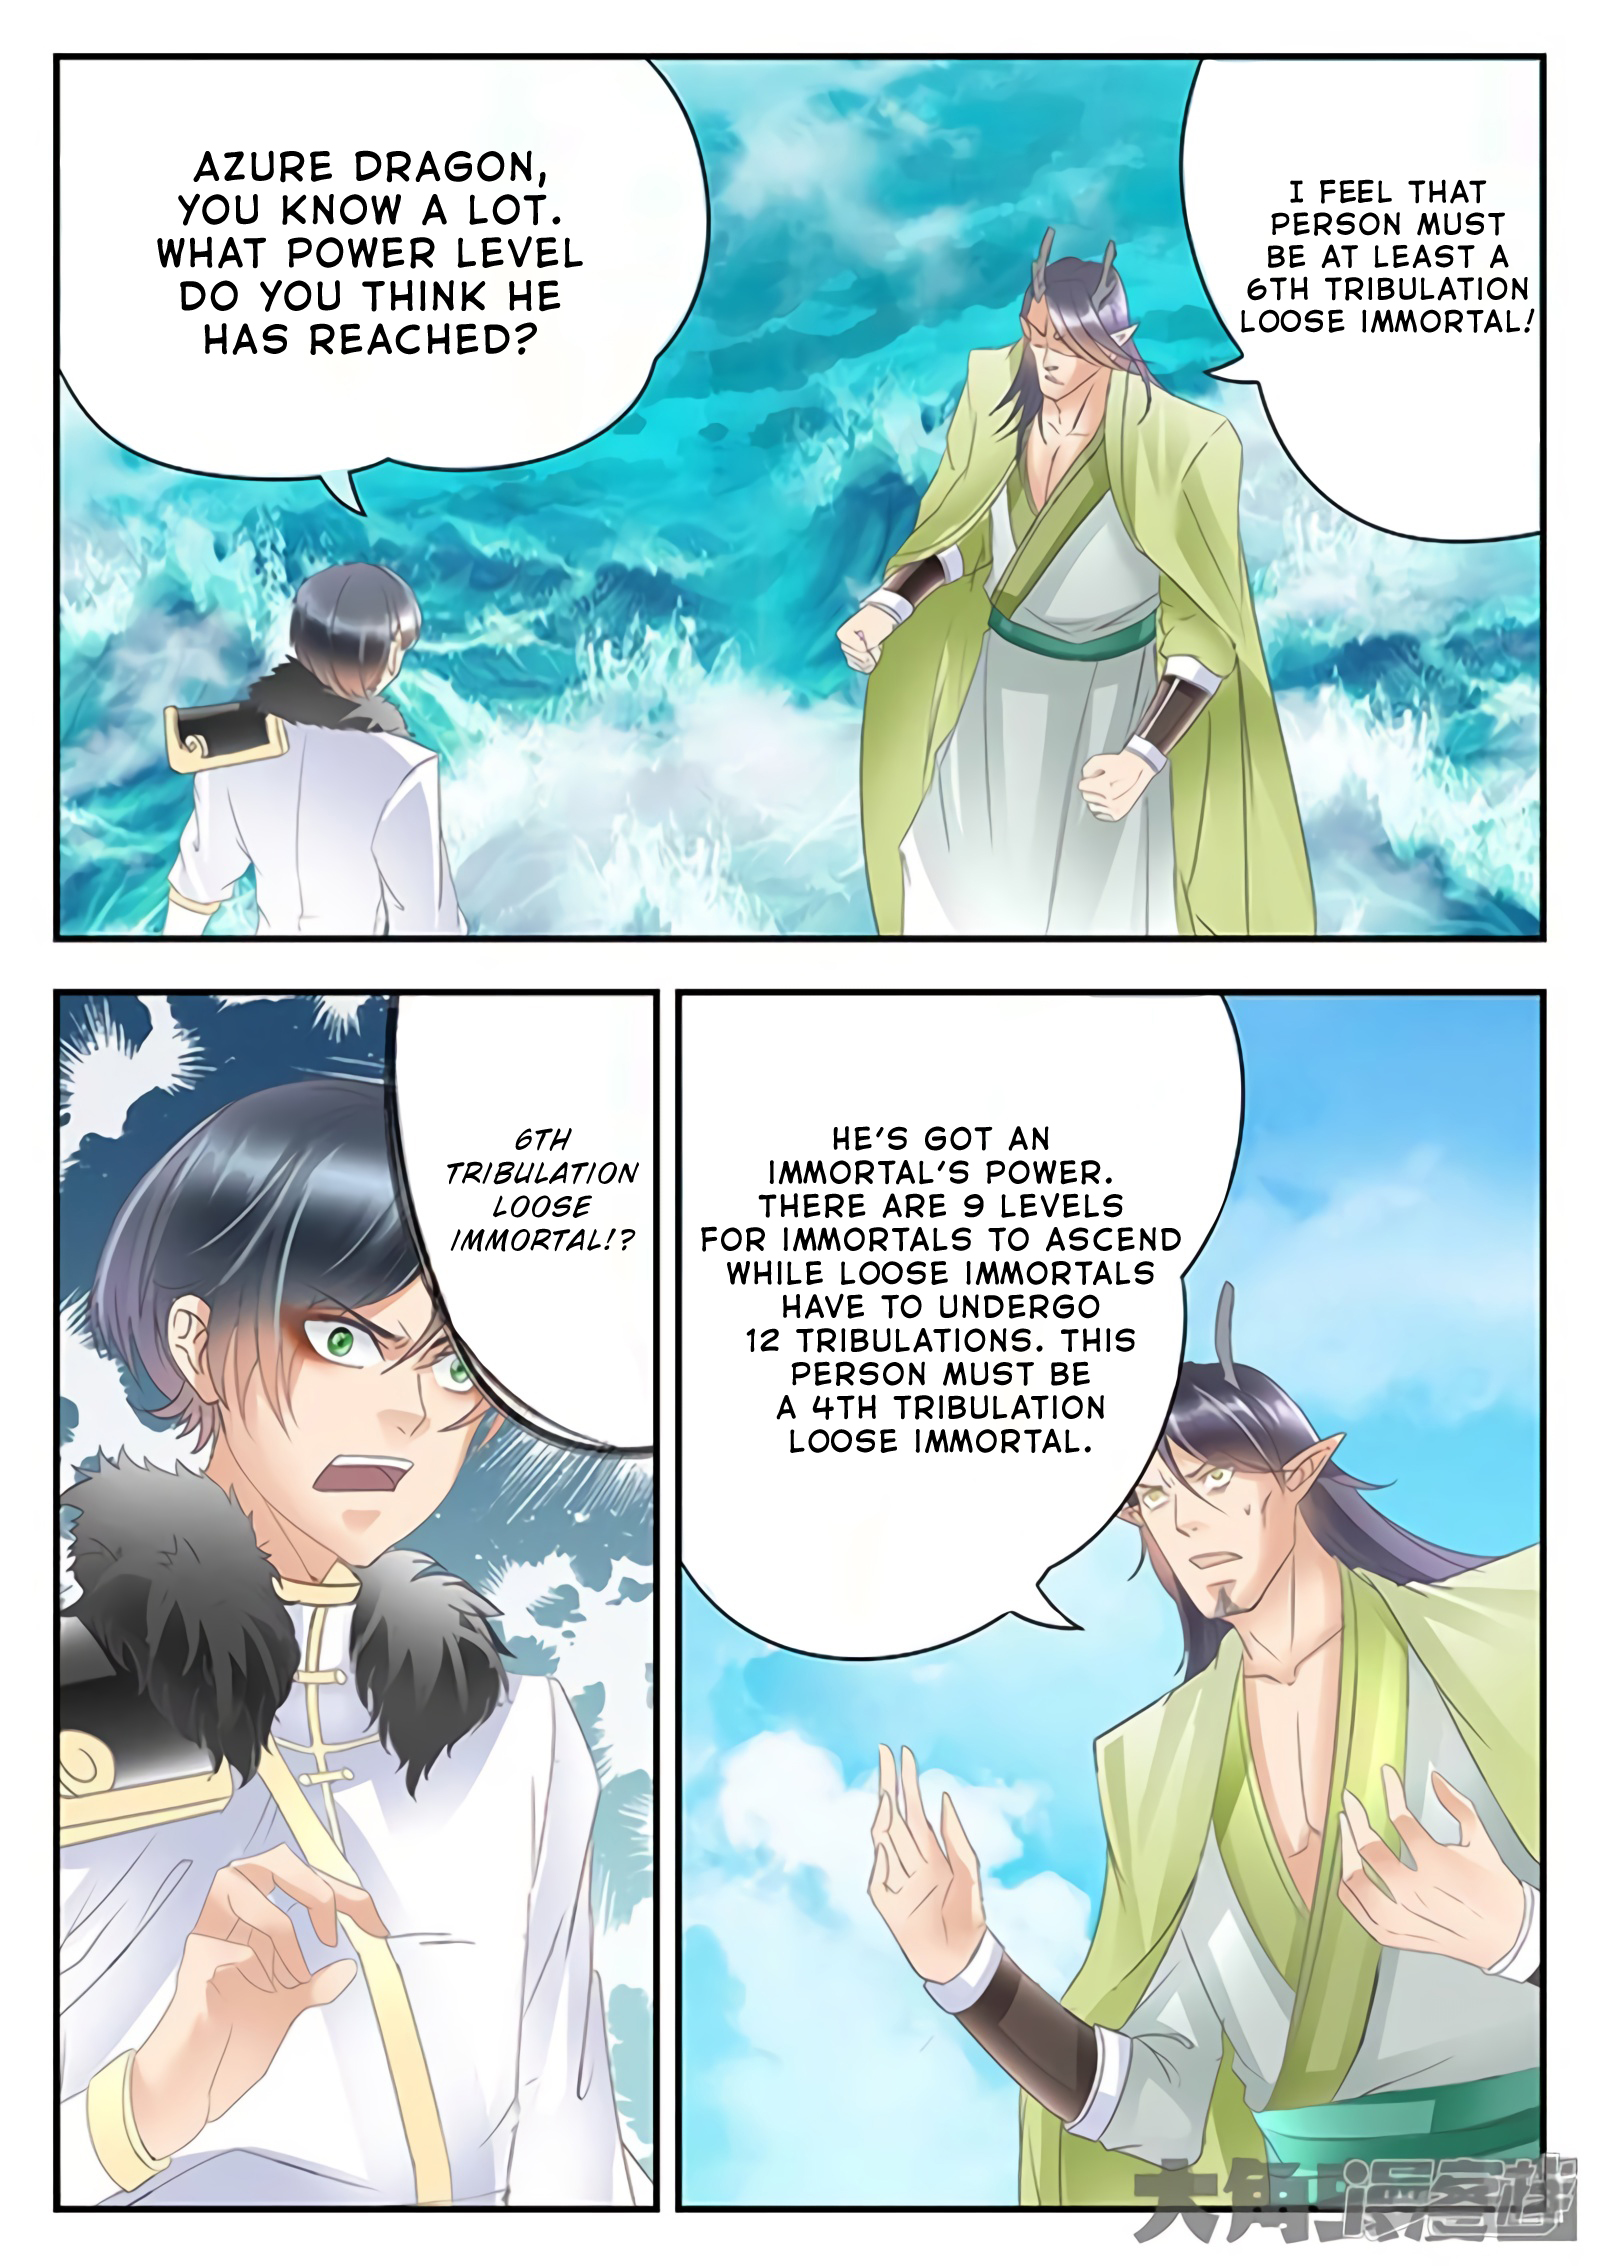 AZURE DRAGON,
YOU KNOW A LOT.
WHAT POWER LEVEL
DO YOU THINK HE
HAS REACHED?
I FEEL THAT
PERSON MUST
BE AT LEAST A
6TH TRIBULATION
LOOSE IMMORTAL!
6TH
TRIBULATION
LOOSE
IMMORTAL!?
HE'S GOT AN
IMMORTAL'S POWER.
THERE ARE 9 LEVELS
FOR IMMORTALS TO ASCEND
WHILE LOOSE IMMORTALS
HAVE TO UNDERGO
12 TRIBULATIONS. THIS
PERSON MUST BE
A 4TH TRIBULATION
LOOSE IMMORTAL.
大角